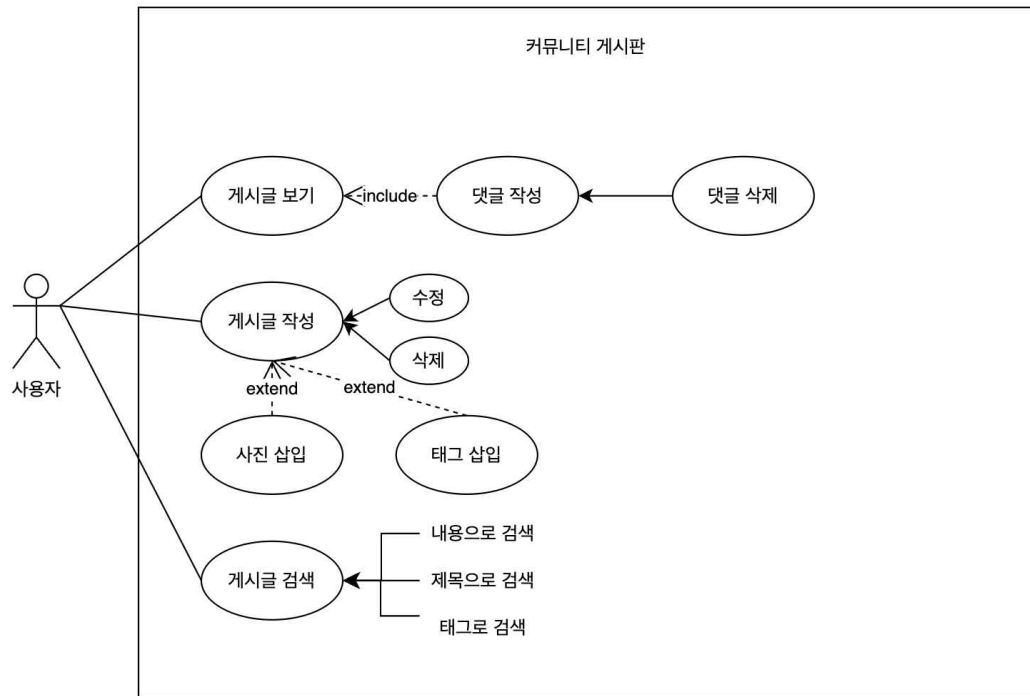 커뮤니티 게시판
게시글 보기
include
댓글 작성
댓글 삭제
사용자
게시글 작성
수정
삭제
extend
extend
사진 삽입
태그 삽입
게시글 검색
내용으로 검색
제목으로 검색
태그로 검색